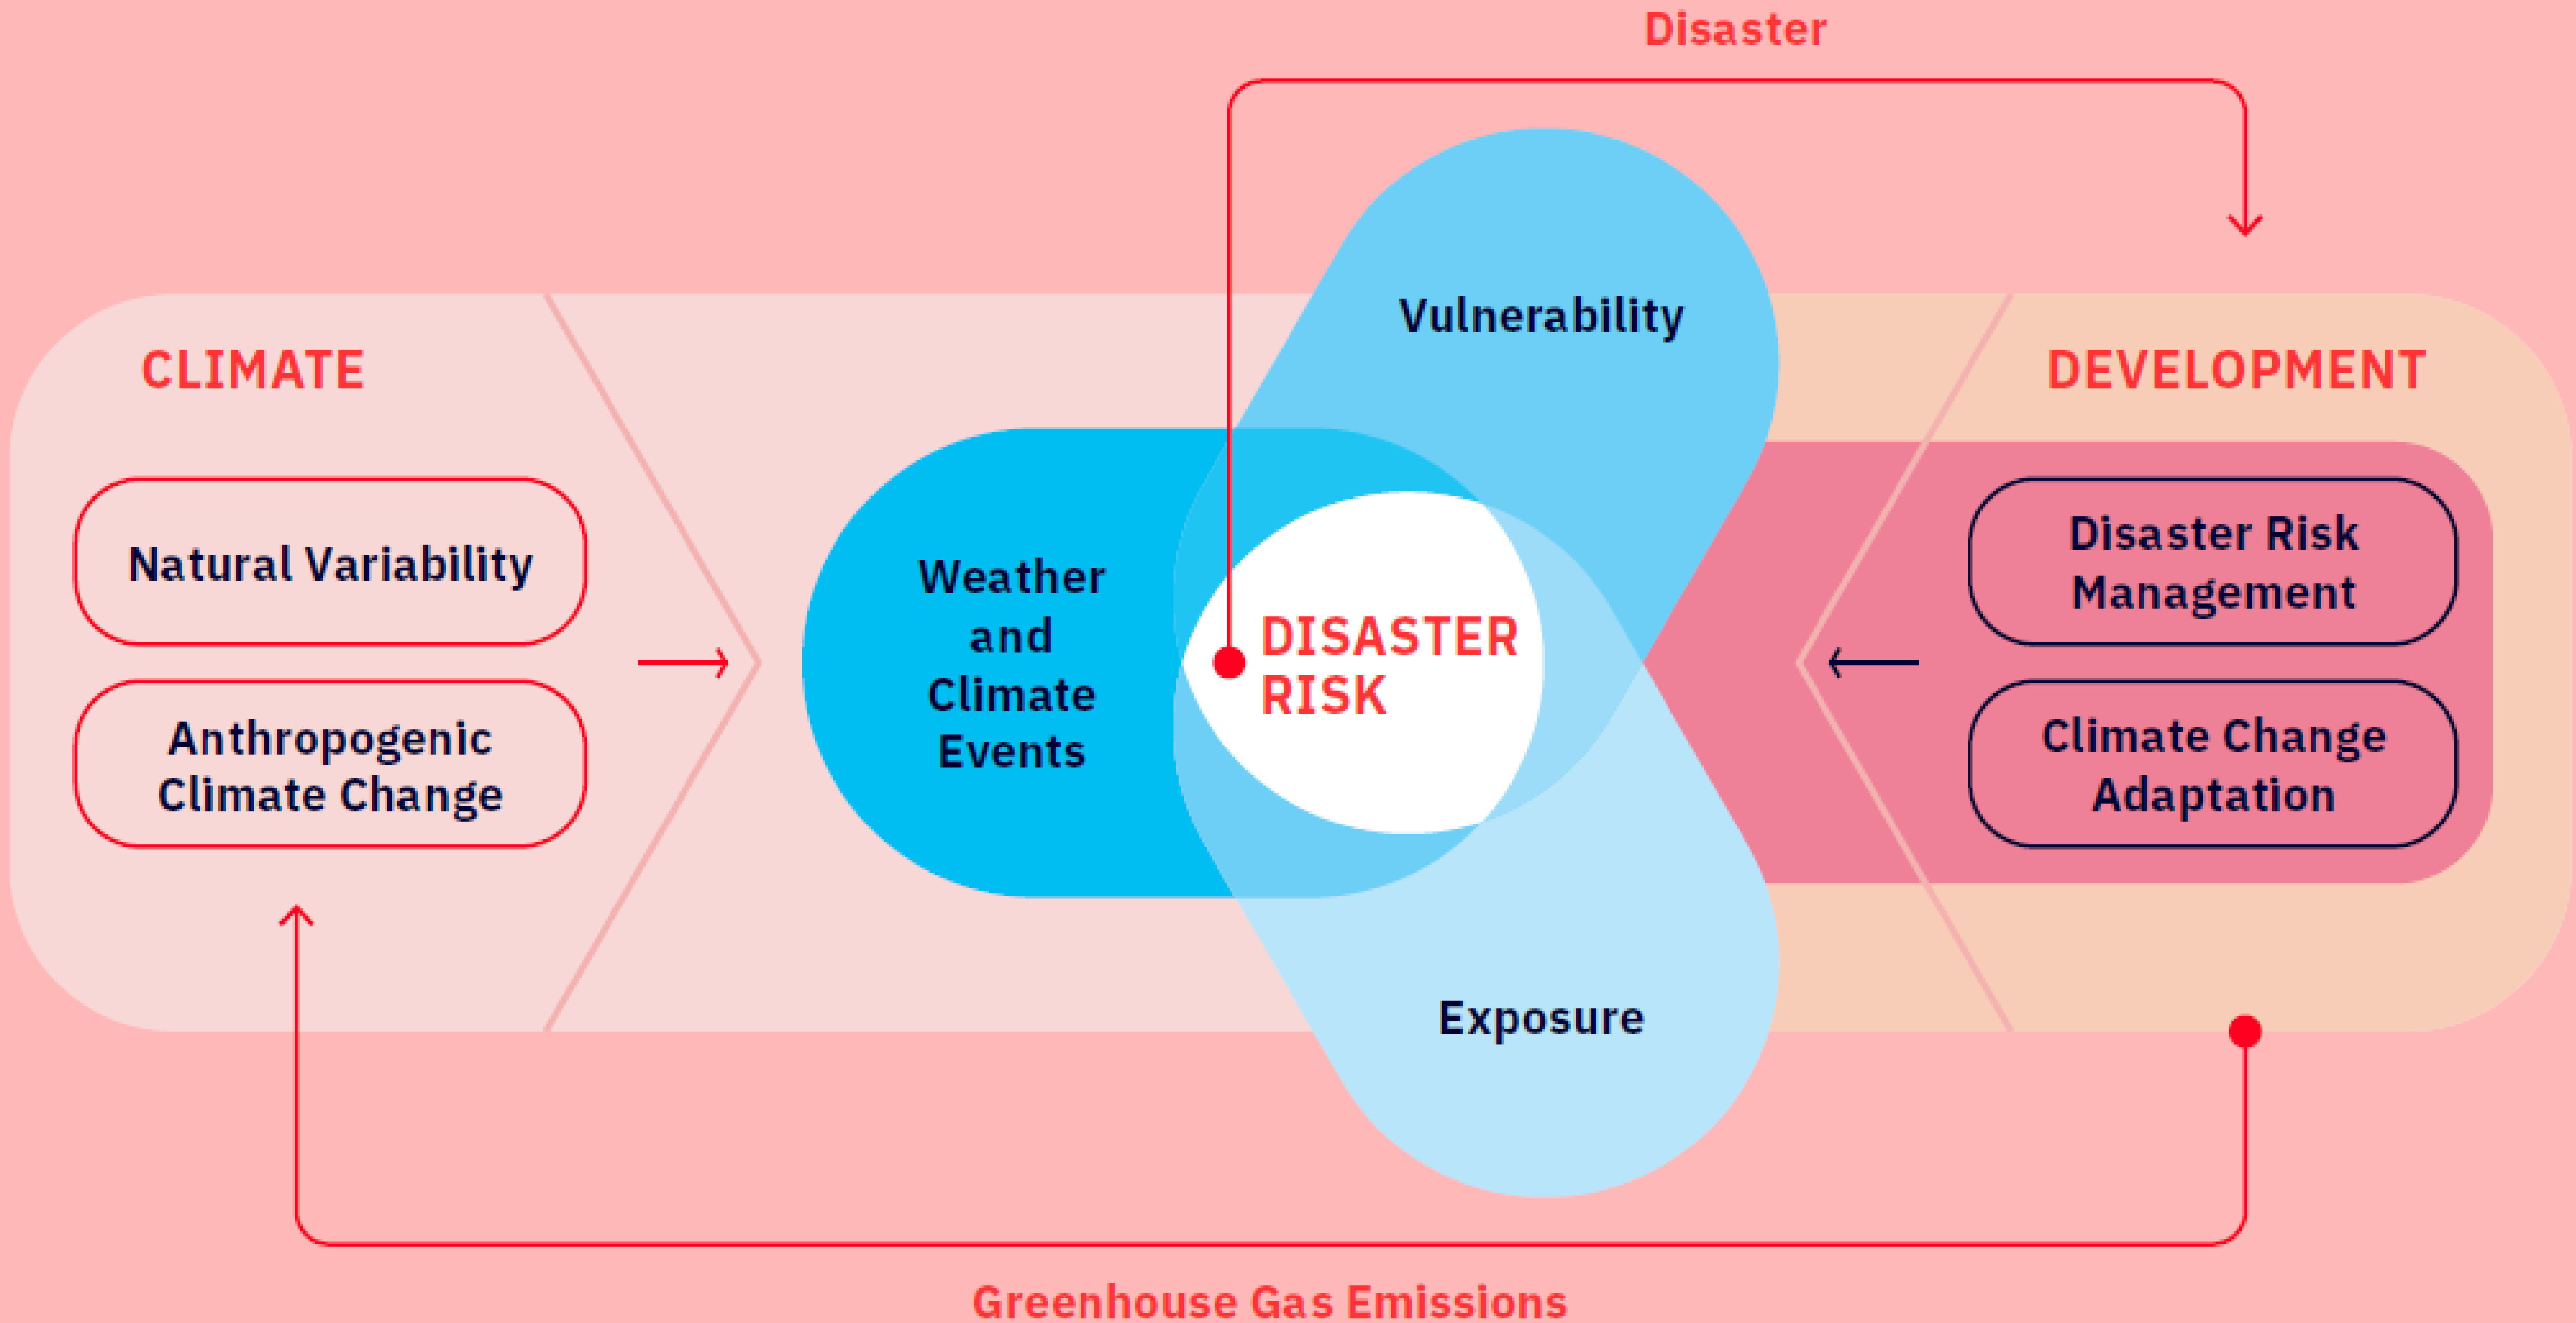 Disaster
Vulnerability
CLIMATE
DEVELOPMENT
Natural Variability
Anthropogenic
Climate Change
Weather
and
Climate
Events
DISASTER
RISK
Disaster Risk
Management
Climate Change
Adaptation
Exposure
Greenhouse Gas Emissions